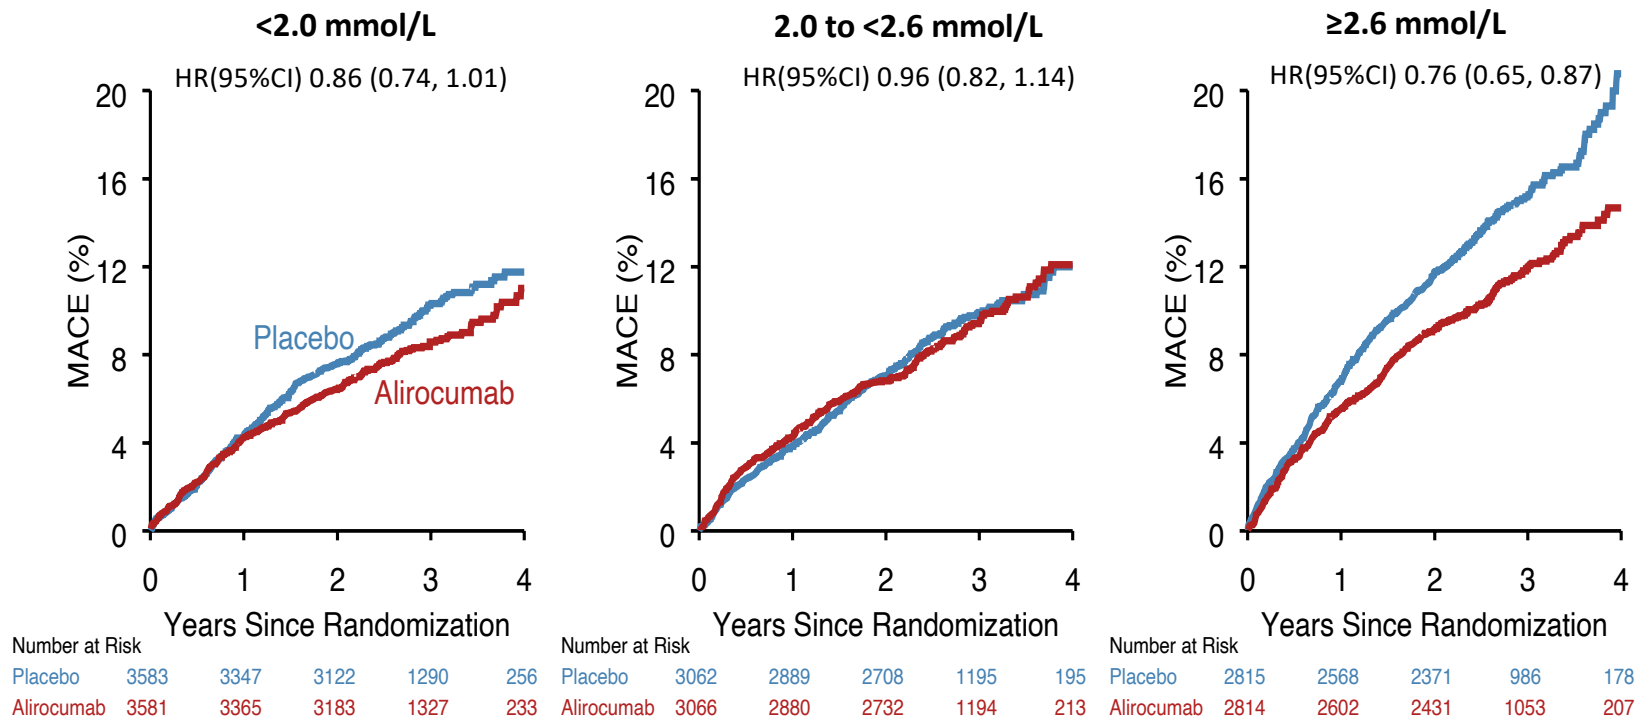 <2.0 mmol/L
HR(95%CI) 0.86 (0.74, 1.01)
MACE (%)
20
16
12
8
4
0
Placebo
Alirocumab
0 1 2 3 4
Years Since Randomization
Number at Risk
Placebo 3583 3347 3122 1290 256
Alirocumab 3581 3365 3183 1327 233
2.0 to <2.6 mmol/L
HR(95%CI) 0.96 (0.82, 1.14)
MACE (%)
20
16
12
8
4
0
0 1 2 3 4
Years Since Randomization
Number at Risk
Placebo 3062 2889 2708 1195 195
Alirocumab 3066 2880 2732 1194 213
≥2.6 mmol/L
HR(95%CI) 0.76 (0.65, 0.87)
MACE (%)
20
16
12
8
4
0
0 1 2 3 4
Years Since Randomization
Number at Risk
Placebo 2815 2568 2371 986 178
Alirocumab 2814 2602 2431 1053 207